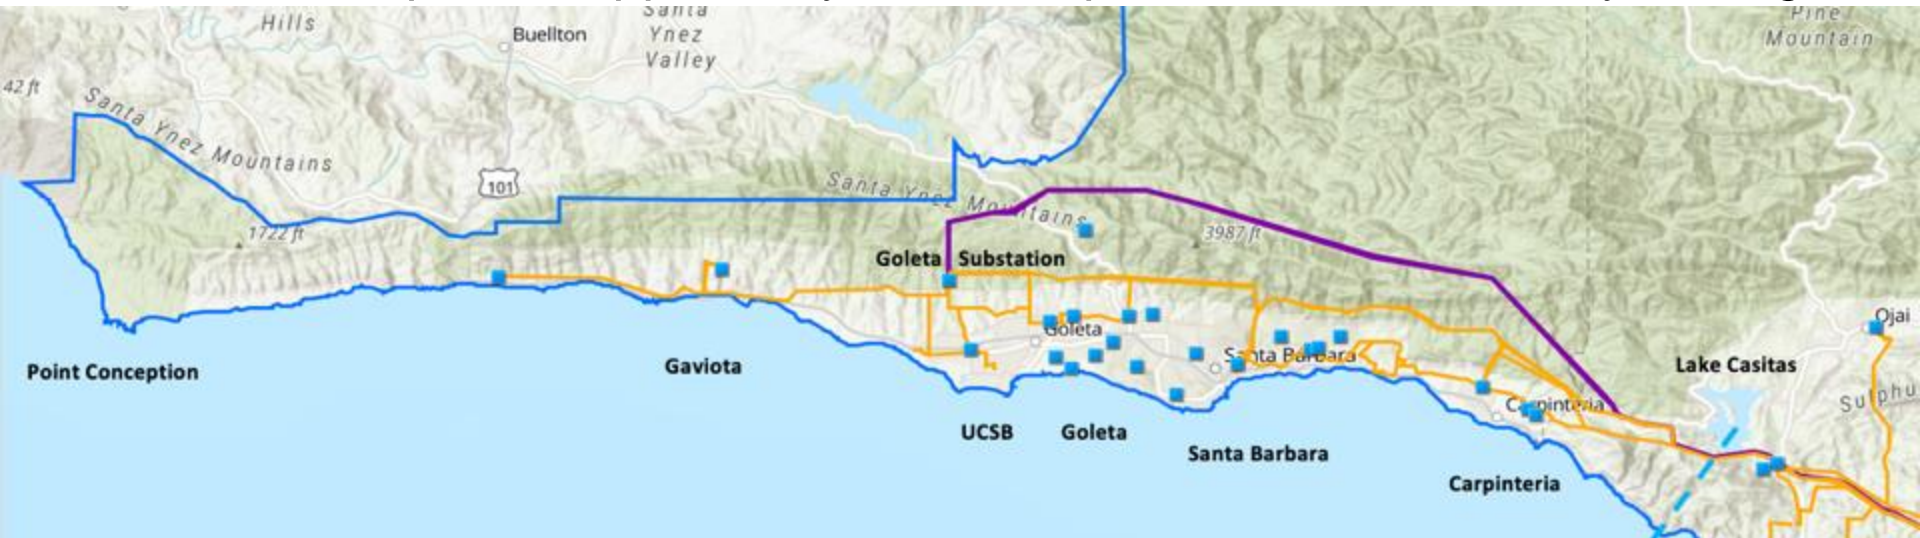 Hills
Buellton
Santa
Ynez
Valley
Pine
Mountain
42 ft
Santa Ynez Mountains
101
Santa Ynez Mountains
1722 ft
3987 ft
Goleta Substation
Ojai
Goleta
Santa Barbara
Lake Casitas
Point Conception
Gaviota
Sulphu
Carpinteria
UCSB
Goleta
Santa Barbara
Carpinteria